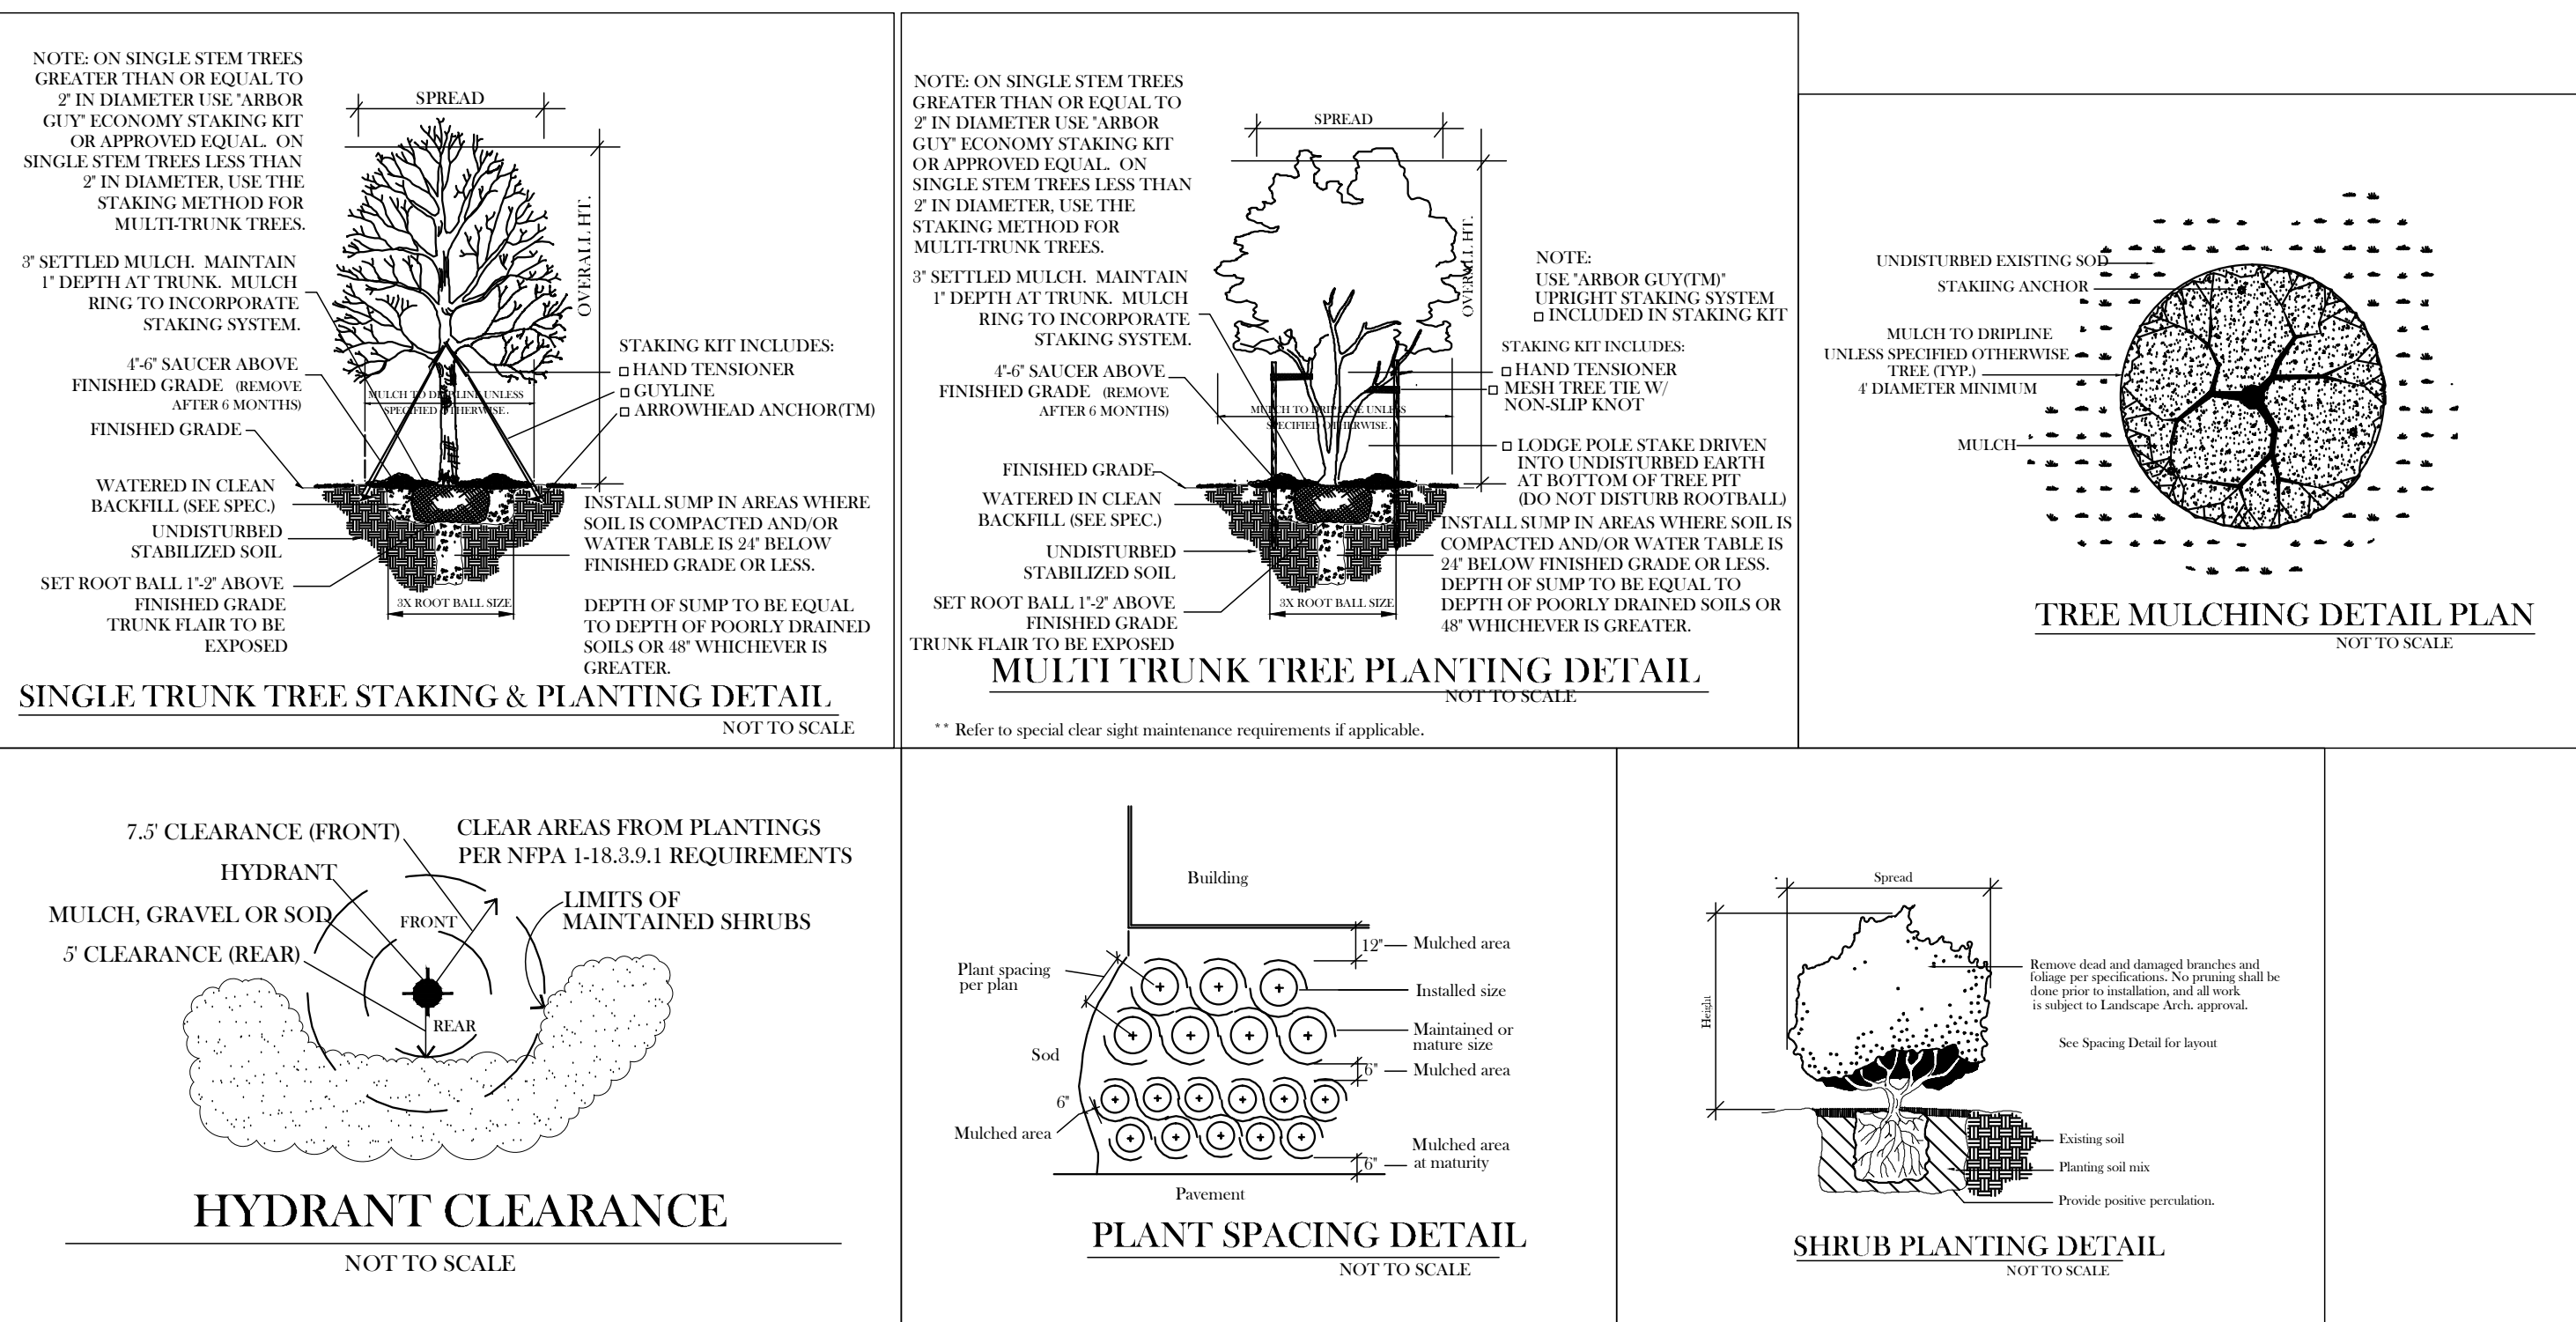 NOTE: ON SINGLE STEM TREES
GREATER THAN OR EQUAL TO
2" IN DIAMETER USE "ARBOR
GUY" ECONOMY STAKING KIT
OR APPROVED EQUAL. ON
SINGLE STEM TREES LESS THAN
2" IN DIAMETER, USE THE
STAKING METHOD FOR
MULTI-TRUNK TREES.
3" SETTLED MULCH. MAINTAIN
1" DEPTH AT TRUNK. MULCH
RING TO INCORPORATE
STAKING SYSTEM.
4"-6" SAUCER ABOVE
FINISHED GRADE (REMOVE
AFTER 6 MONTHS)
FINISHED GRADE
WATERED IN CLEAN
BACKFILL (SEE SPEC.)
UNDISTURBED
STABILIZED SOIL
SET ROOT BALL 1"-2" ABOVE
FINISHED GRADE
TRUNK FLAIR TO BE
EXPOSED
SPREAD
OVERALL HT.
MULCH TO DRIPLINE UNLESS
SPECIFIED OTHERWISE.
STAKING KIT INCLUDES:
HAND TENSIONER
GUYLINE
ARROWHEAD ANCHOR(TM)
INSTALL SUMP IN AREAS WHERE
SOIL IS COMPACTED AND/OR
WATER TABLE IS 24" BELOW
FINISHED GRADE OR LESS.
DEPTH OF SUMP TO BE EQUAL
TO DEPTH OF POORLY DRAINED
SOILS OR 48" WHICHEVER IS
GREATER.
3X ROOT BALL SIZE
SINGLE TRUNK TREE STAKING & PLANTING DETAIL
NOT TO SCALE
NOTE: ON SINGLE STEM TREES
GREATER THAN OR EQUAL TO
2" IN DIAMETER USE "ARBOR
GUY" ECONOMY STAKING KIT
OR APPROVED EQUAL. ON
SINGLE STEM TREES LESS THAN
2" IN DIAMETER, USE THE
STAKING METHOD FOR
MULTI-TRUNK TREES.
3" SETTLED MULCH. MAINTAIN
1" DEPTH AT TRUNK. MULCH
RING TO INCORPORATE
STAKING SYSTEM.
4"-6" SAUCER ABOVE
FINISHED GRADE (REMOVE
AFTER 6 MONTHS)
FINISHED GRADE
WATERED IN CLEAN
BACKFILL (SEE SPEC.)
UNDISTURBED
STABILIZED SOIL
SET ROOT BALL 1"-2" ABOVE
FINISHED GRADE
TRUNK FLAIR TO BE EXPOSED
SPREAD
OVERALL HT.
MULCH TO DRIPLINE UNLESS
SPECIFIED OTHERWISE.
NOTE:
USE "ARBOR GUY(TM)"
UPRIGHT STAKING SYSTEM
INCLUDED IN STAKING KIT
STAKING KIT INCLUDES:
HAND TENSIONER
MESH TREE TIE W/
NON-SLIP KNOT
LODGE POLE STAKE DRIVEN
INTO UNDISTURBED EARTH
AT BOTTOM OF TREE PIT
(DO NOT DISTURB ROOTBALL)
INSTALL SUMP IN AREAS WHERE SOIL IS
COMPACTED AND/OR WATER TABLE IS
24" BELOW FINISHED GRADE OR LESS.
DEPTH OF SUMP TO BE EQUAL TO
DEPTH OF POORLY DRAINED SOILS OR
48" WHICHEVER IS GREATER.
3X ROOT BALL SIZE
MULTI TRUNK TREE PLANTING DETAIL
NOT TO SCALE
** Refer to special clear sight maintenance requirements if applicable.
UNDISTURBED EXISTING SOD
STAKIING ANCHOR
MULCH TO DRIPLINE
UNLESS SPECIFIED OTHERWISE
TREE (TYP.)
4' DIAMETER MINIMUM
MULCH
TREE MULCHING DETAIL PLAN
NOT TO SCALE
7.5' CLEARANCE (FRONT)
HYDRANT
MULCH, GRAVEL OR SOD
5' CLEARANCE (REAR)
CLEAR AREAS FROM PLANTINGS
PER NFPA 1-18.3.9.1 REQUIREMENTS
LIMITS OF
MAINTAINED SHRUBS
FRONT
REAR
HYDRANT CLEARANCE
NOT TO SCALE
Building
12"
Mulched area
Plant spacing
per plan
Installed size
Maintained or
mature size
Sod
6"
Mulched area
6"
Mulched area
Mulched area
at maturity
6"
Pavement
PLANT SPACING DETAIL
NOT TO SCALE
Spread
Height
Remove dead and damaged branches and
foliage per specifications. No pruning shall be
done prior to installation, and all work
is subject to Landscape Arch. approval.
See Spacing Detail for layout
Existing soil
Planting soil mix
Provide positive perculation.
SHRUB PLANTING DETAIL
NOT TO SCALE